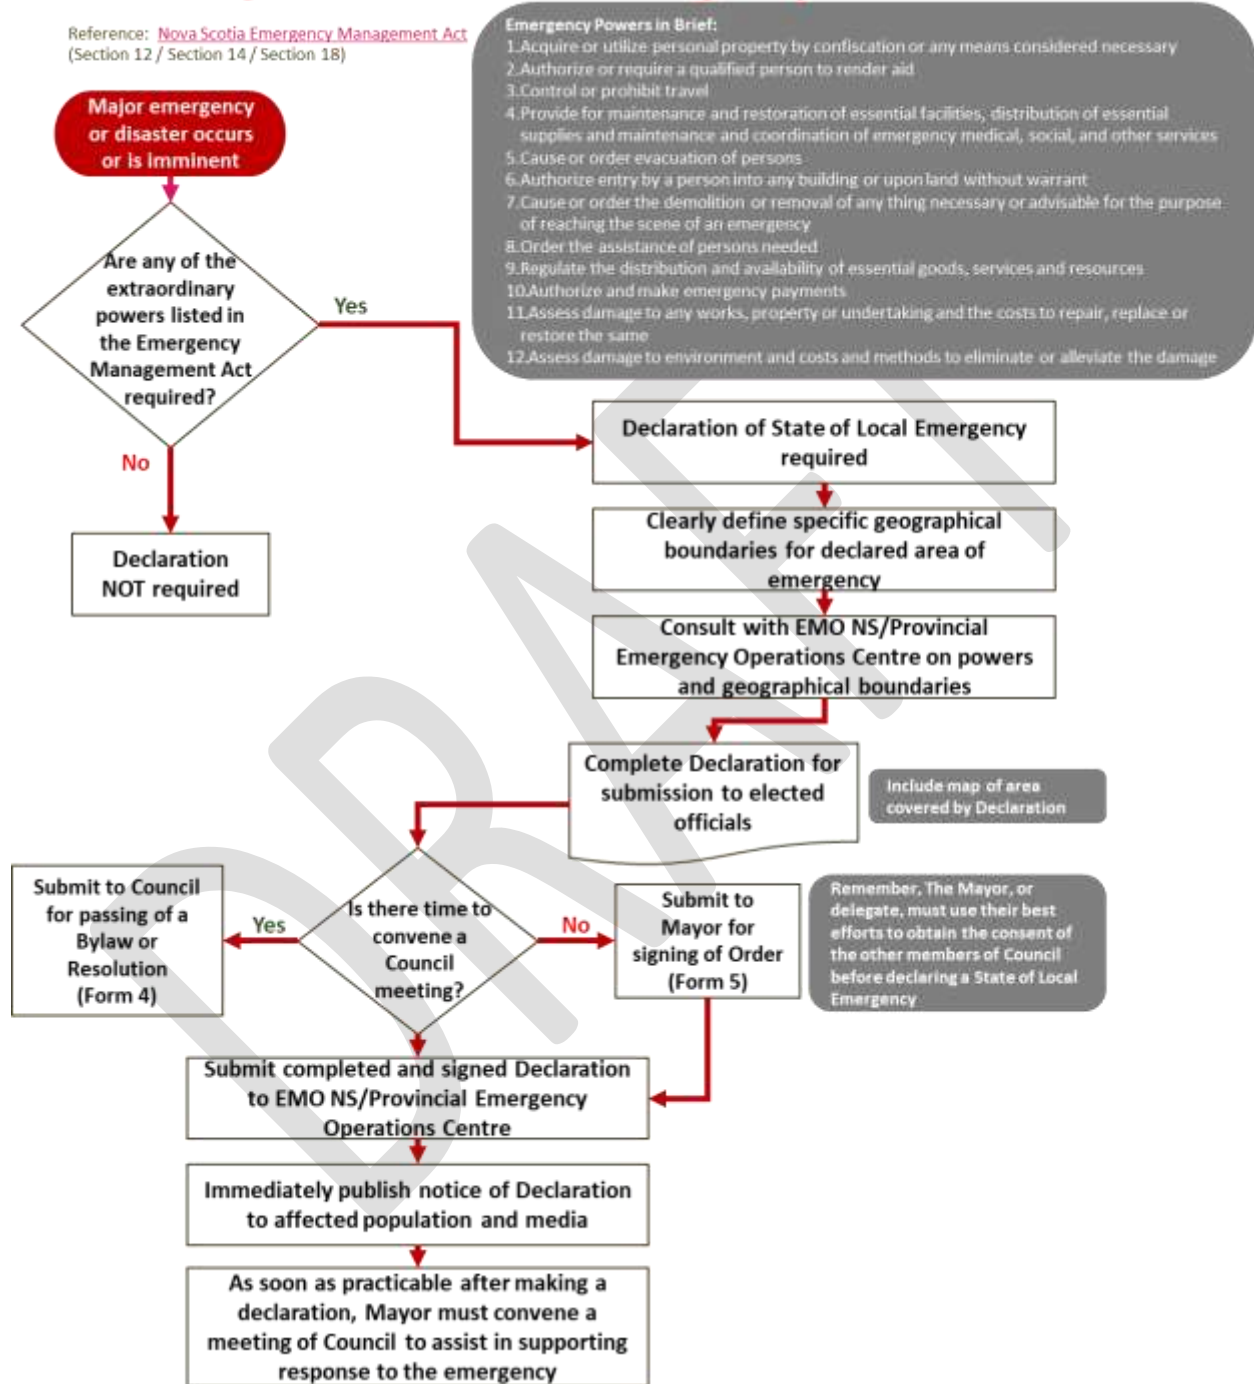 Reference: Nova Scotia Emergency Management Act
(Section 12 / Section 14 / Section 18)
Emergency Powers in Brief:
1.Acquire or utilize personal property by confiscation or any means considered necessary
2.Authorize or require a qualified person to render aid
3.Control or prohibit travel
4.Provide for maintenance and restoration of essential facilities, distribution of essential
supplies and maintenance and coordination of emergency medical, social, and other services
5.Cause or order evacuation of persons
6.Authorize entry by a person into any building or upon land without warrant
7.Cause or order the demolition or removal of any thing necessary or advisable for the purpose
of reaching the scene of an emergency
8.Order the assistance of persons needed
9.Regulate the distribution and availability of essential goods, services and resources
10.Authorize and make emergency payments
11.Assess damage to any works, property or undertaking and the costs to repair, replace or
restore the same
12.Assess damage to environment and costs and methods to eliminate or alleviate the damage
Major emergency
or disaster occurs
or is imminent
Are any of the
extraordinary
powers listed in
the Emergency
Management Act
required?
Yes
No
Declaration
NOT required
Declaration of State of Local Emergency
required
Clearly define specific geographical
boundaries for declared area of
emergency
Consult with EMO NS/Provincial
Emergency Operations Centre on powers
and geographical boundaries
Complete Declaration for
submission to elected
officials
Include map of area
covered by Declaration
Is there time to
convene a
Council
meeting?
Yes
Submit to Council
for passing of a
Bylaw or
Resolution
(Form 4)
No
Submit to
Mayor for
signing of Order
(Form 5)
Remember, The Mayor, or
delegate, must use their best
efforts to obtain the consent of
the other members of Council
before declaring a State of Local
Emergency
Submit completed and signed Declaration
to EMO NS/Provincial Emergency
Operations Centre
Immediately publish notice of Declaration
to affected population and media
As soon as practicable after making a
declaration, Mayor must convene a
meeting of Council to assist in supporting
response to the emergency
DRAFT